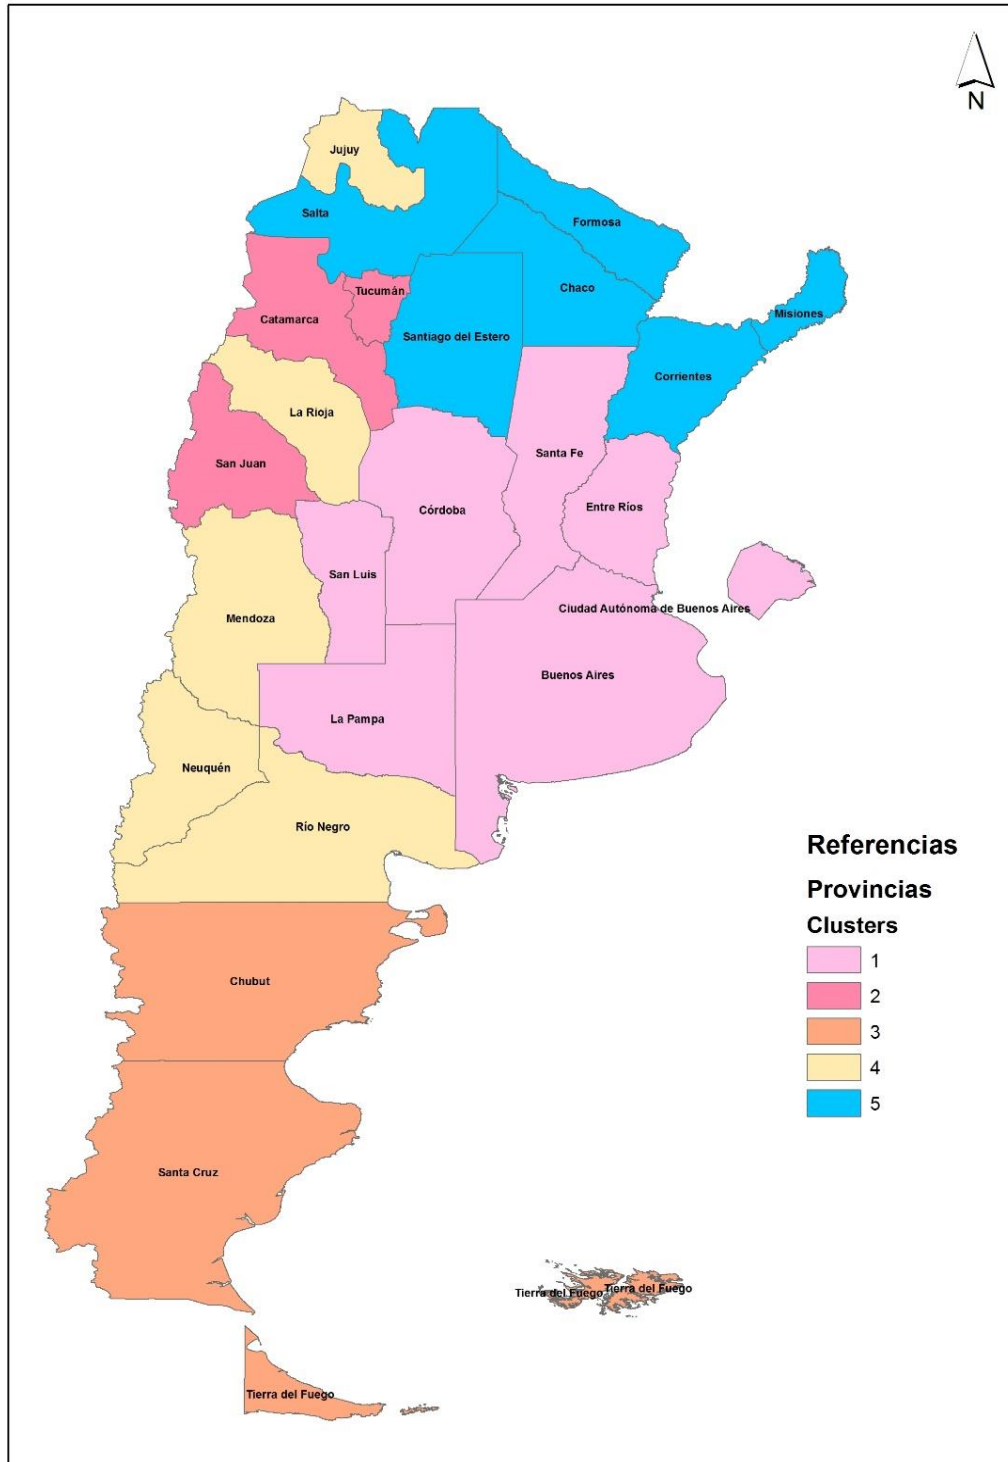 N
Jujuy
Salta
Formosa
Tucumán
Chaco
Catamarca
Misiones
Santiago del Estero
Corrientes
La Rioja
Santa Fe
San Juan
Córdoba
Entre Ríos
San Luis
Ciudad Autónoma de Buenos Aires
Mendoza
Buenos Aires
La Pampa
Neuquén
Río Negro
Referencias
Provincias
Clusters
1
2
3
4
5
Chubut
Santa Cruz
Tierra del Fuego
Tierra del Fuego
Tierra del Fuego